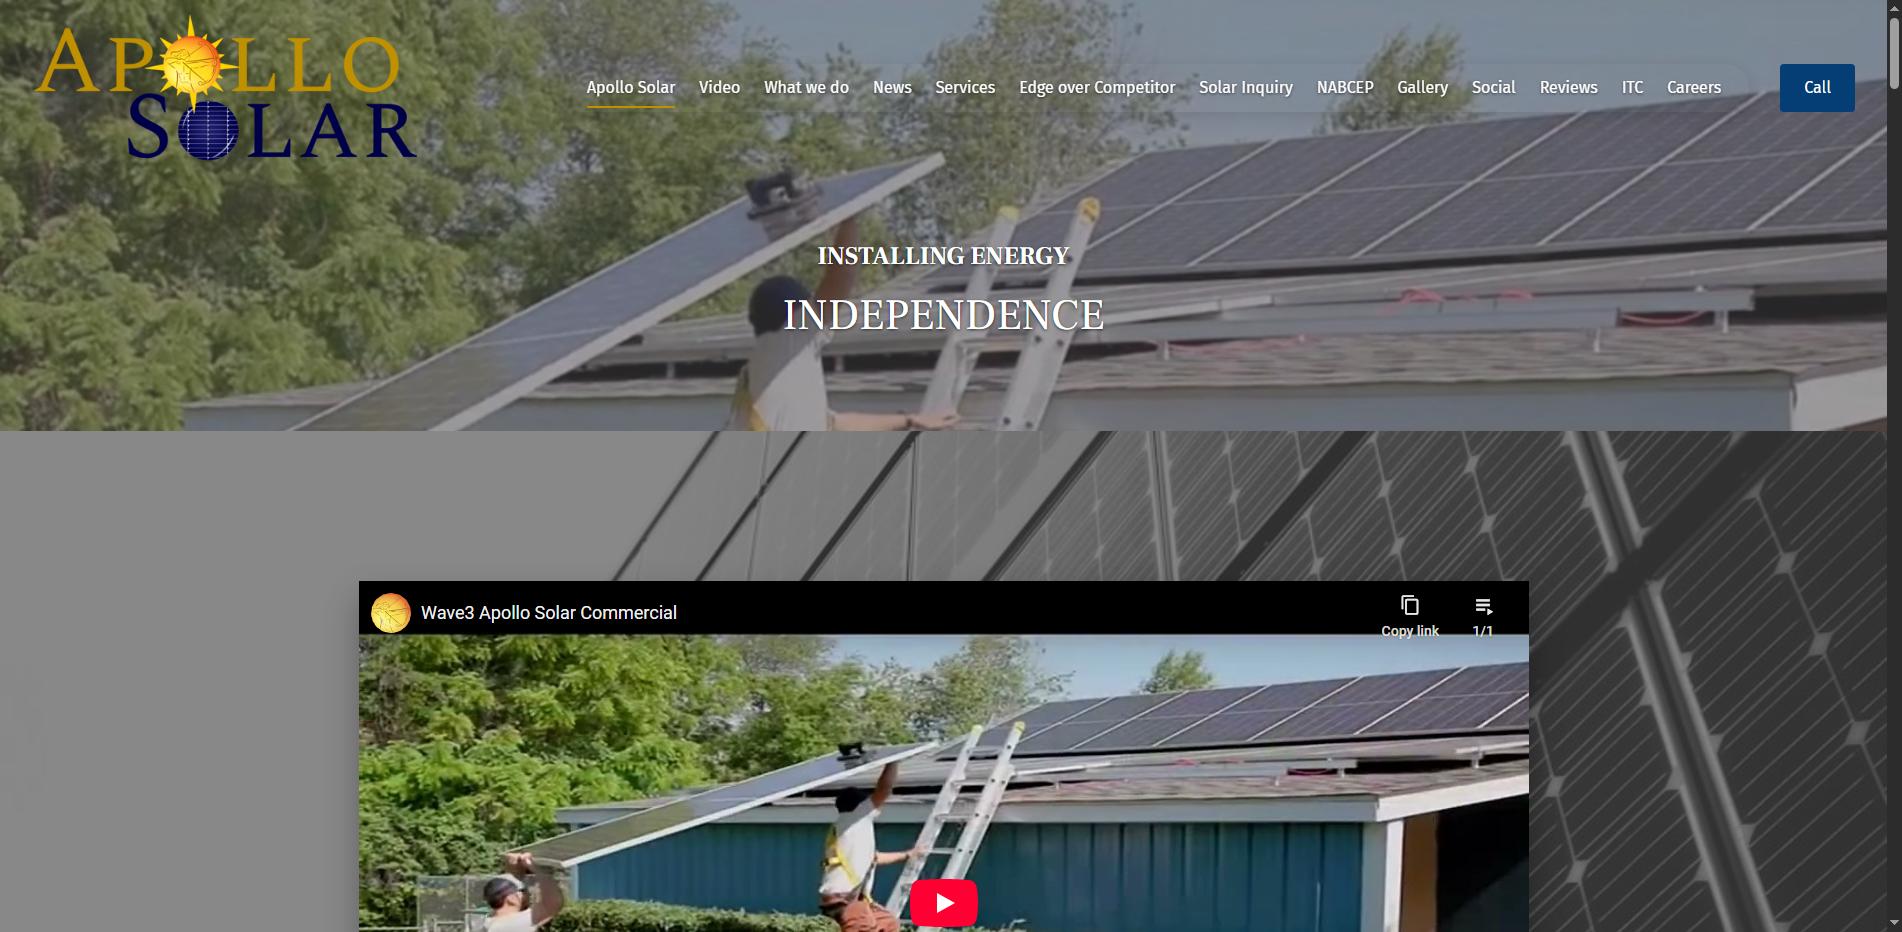 APOLLO
SOLAR
Apollo Solar Video What we do News Services Edge over Competitor Solar Inquiry NABCEP Gallery Social Reviews ITC Careers Call
INSTALLING ENERGY
INDEPENDENCE
Wave3 Apollo Solar Commercial
Copy link 1/1